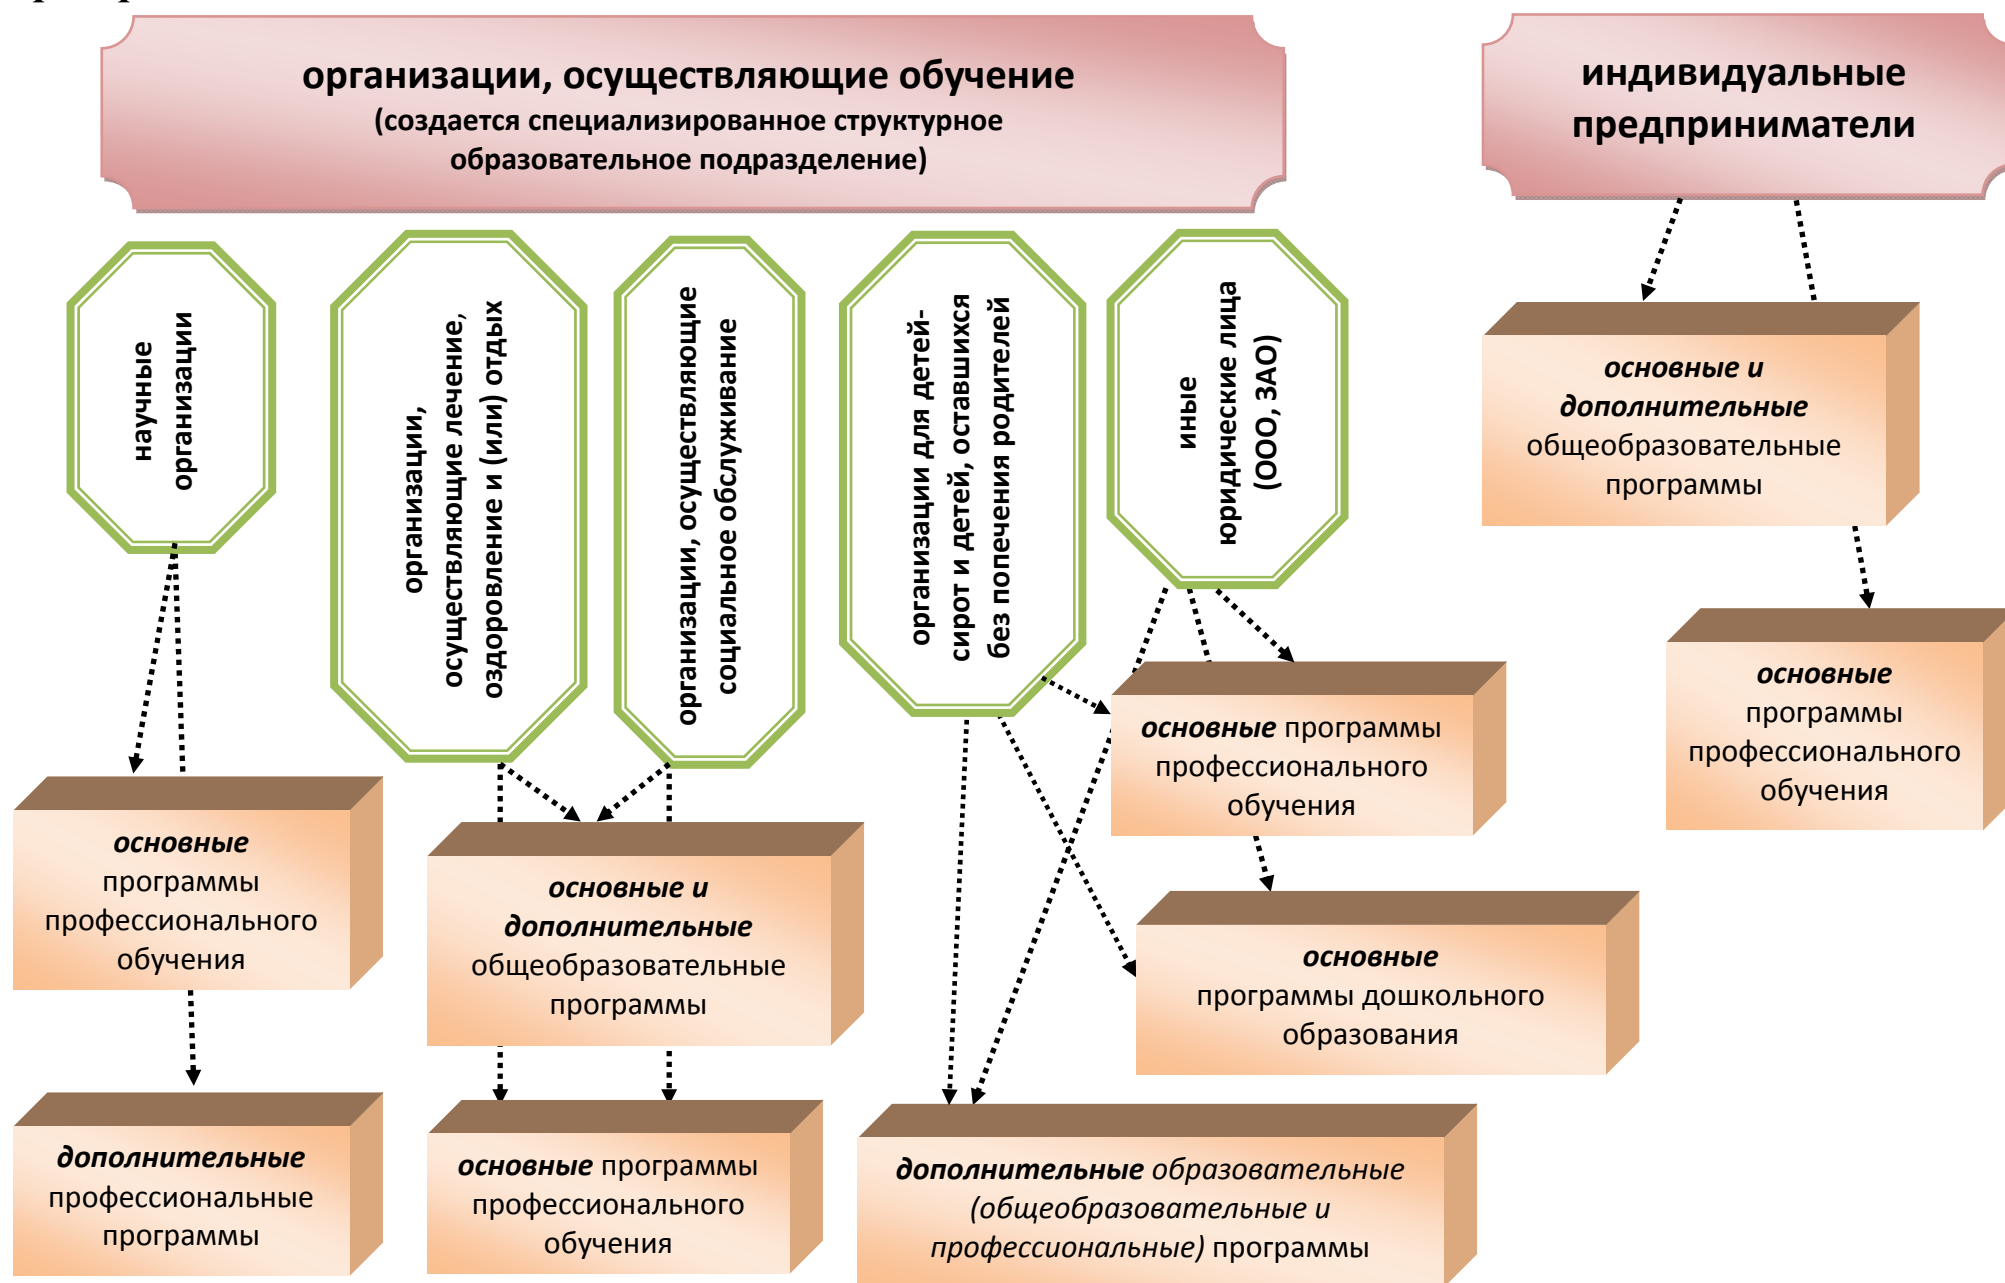 организации, осуществляющие обучение
(создается специализированное структурное
образовательное подразделение)
индивидуальные
предприниматели
научные
организации
организации,
осуществляющие лечение,
оздоровление и (или) отдых
организации, осуществляющие
социальное обслуживание
организации для детей-
сирот и детей, оставшихся
без попечения родителей
иные
юридические лица
(ООО, ЗАО)
основные и
дополнительные
общеобразовательные
программы
основные
программы
профессионального
обучения
основные программы
профессионального
обучения
основные
программы
профессионального
обучения
основные и
дополнительные
общеобразовательные
программы
основные
программы дошкольного
образования
дополнительные
профессиональные
программы
основные программы
профессионального
обучения
дополнительные образовательные
(общеобразовательные и
профессиональные) программы